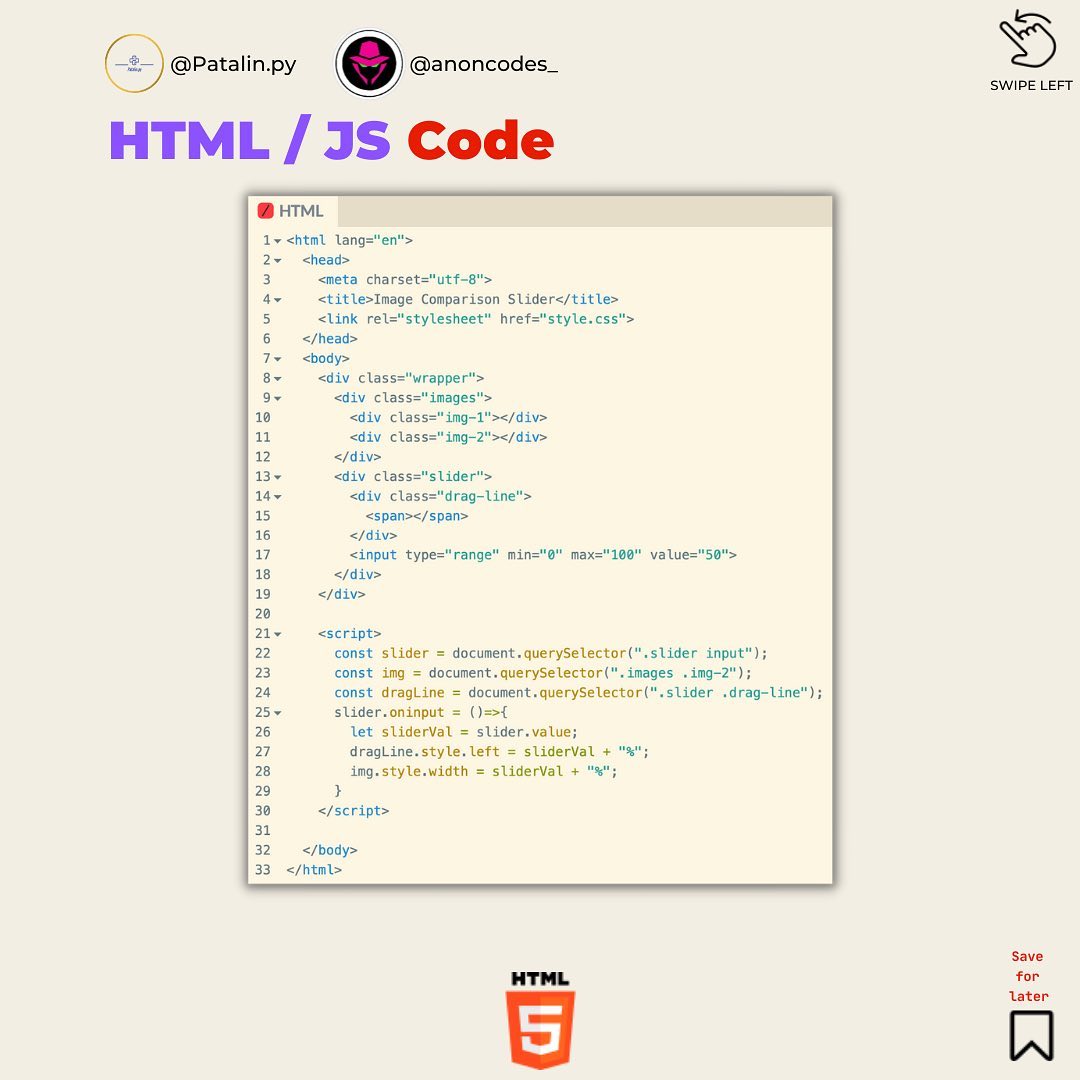 @Patalin.py @anoncodes_
SWIPE LEFT
HTML / JS Code
HTML
1 <html lang="en">
2   <head>
3     <meta charset="utf-8">
4     <title>Image Comparison Slider</title>
5     <link rel="stylesheet" href="style.css">
6   </head>
7   <body>
8     <div class="wrapper">
9       <div class="images">
10         <div class="img-1"></div>
11         <div class="img-2"></div>
12       </div>
13       <div class="slider">
14         <div class="drag-line">
15           <span></span>
16         </div>
17         <input type="range" min="0" max="100" value="50">
18       </div>
19     </div>
20
21     <script>
22       const slider = document.querySelector(".slider input");
23       const img = document.querySelector(".images .img-2");
24       const dragLine = document.querySelector(".slider .drag-line");
25       slider.oninput = ()=>{
26         let sliderVal = slider.value;
27         dragLine.style.left = sliderVal + "%";
28         img.style.width = sliderVal + "%";
29       }
30     </script>
31
32   </body>
33 </html>
Save
for
later
HTML
5